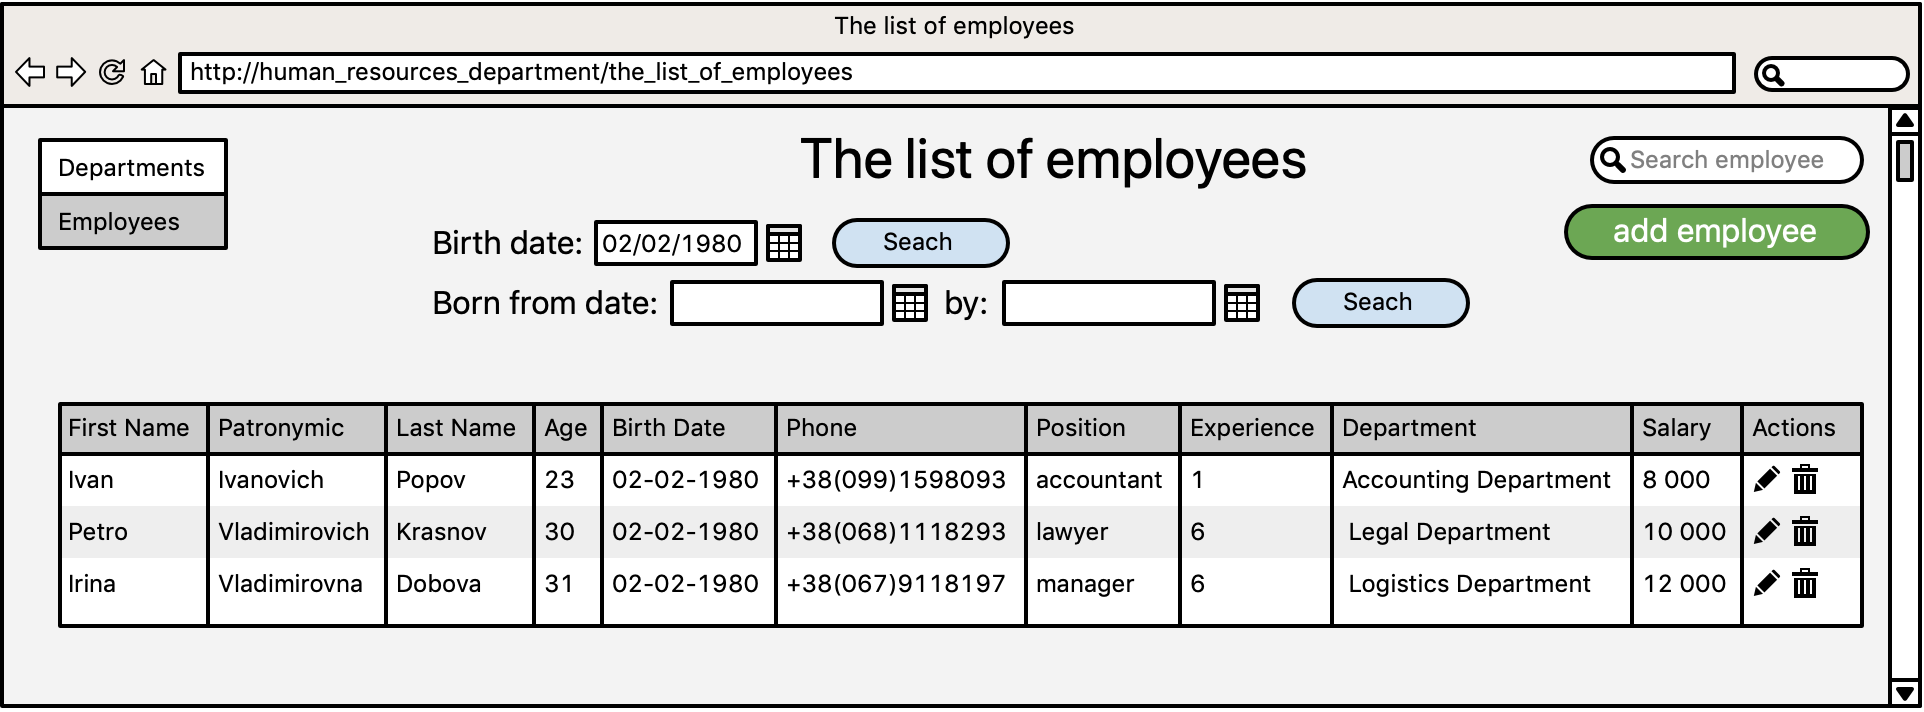 The list of employees
http://human_resources_department/the_list_of_employees
Departments
Employees
The list of employees
Search employee
add employee
Birth date: 02/02/1980 Seach
Born from date: by: Seach
First Name Patronymic Last Name Age Birth Date Phone Position Experience Department Salary Actions
Ivan Ivanovich Popov 23 02-02-1980 +38(099)1598093 accountant 1 Accounting Department 8 000
Petro Vladimirovich Krasnov 30 02-02-1980 +38(068)1118293 lawyer 6 Legal Department 10 000
Irina Vladimirovna Dobova 31 02-02-1980 +38(067)9118197 manager 6 Logistics Department 12 000